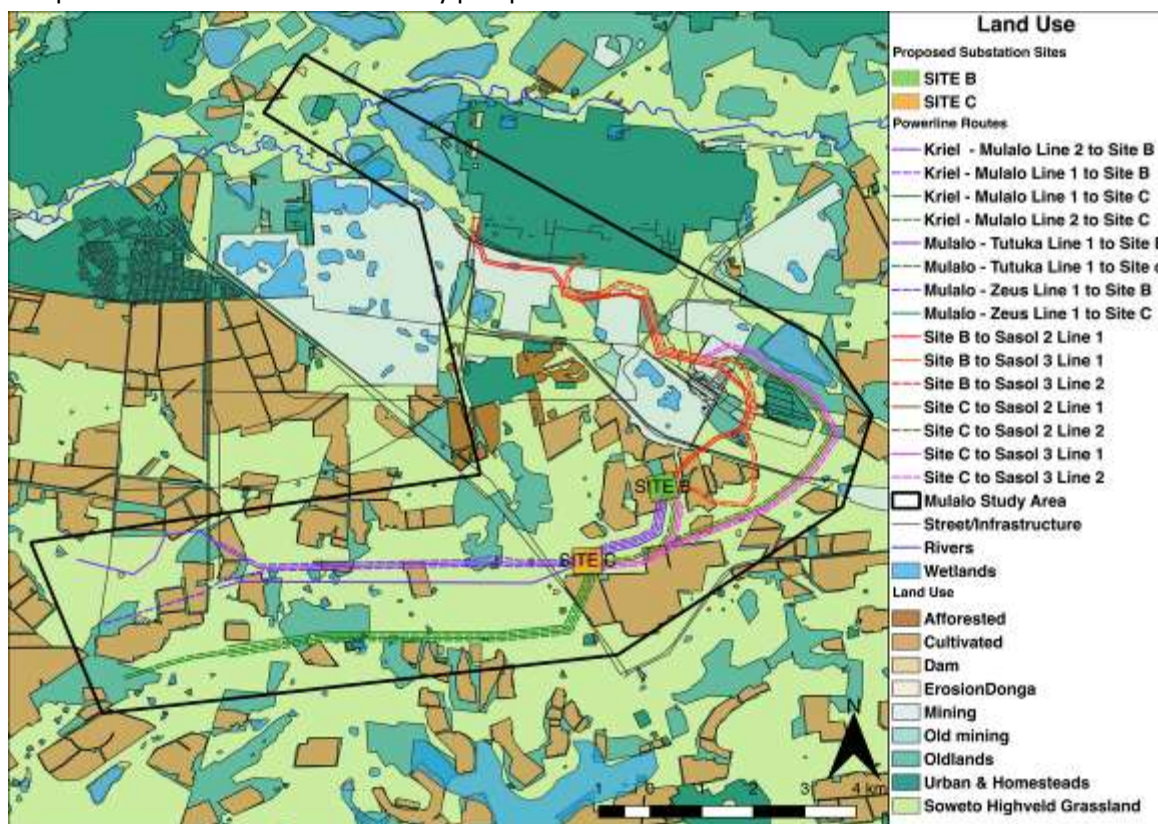 SITE B
SITE C
1 0 1 2 3 4 km
N
Land Use
Proposed Substation Sites
SITE B
SITE C
Powerline Routes
Kriel - Mulalo Line 2 to Site B
Kriel - Mulalo Line 1 to Site B
Kriel - Mulalo Line 1 to Site C
Kriel - Mulalo Line 2 to Site C
Mulalo - Tutuka Line 1 to Site B
Mulalo - Tutuka Line 1 to Site
Mulalo - Zeus Line 1 to Site B
Mulalo - Zeus Line 1 to Site C
Site B to Sasol 2 Line 1
Site B to Sasol 3 Line 1
Site B to Sasol 3 Line 2
Site C to Sasol 2 Line 1
Site C to Sasol 2 Line 2
Site C to Sasol 3 Line 1
Site C to Sasol 3 Line 2
Mulalo Study Area
Street/Infrastructure
Rivers
Wetlands
Land Use
Afforested
Cultivated
Dam
ErosionDonga
Mining
Old mining
Oldlands
Urban & Homesteads
Soweto Highveld Grassland